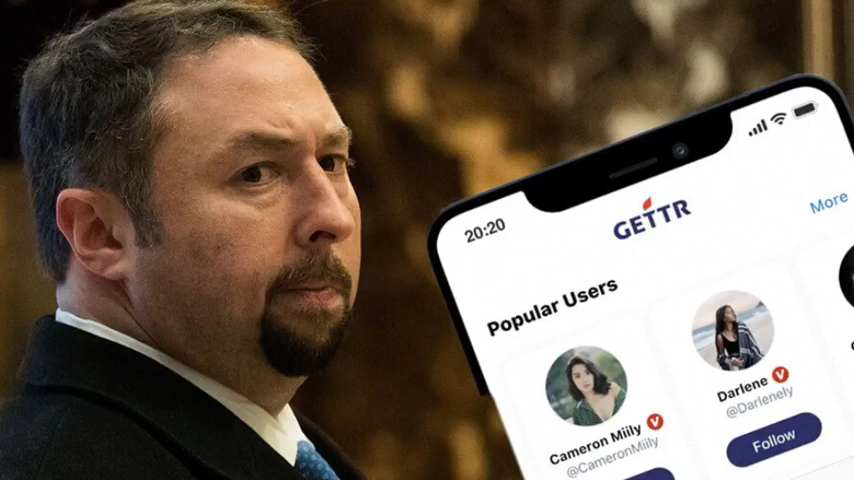 20:20
GETTR
More
Popular Users
Cameron Miily
@CameronMiily
Darlene
@Darlenely
Follow